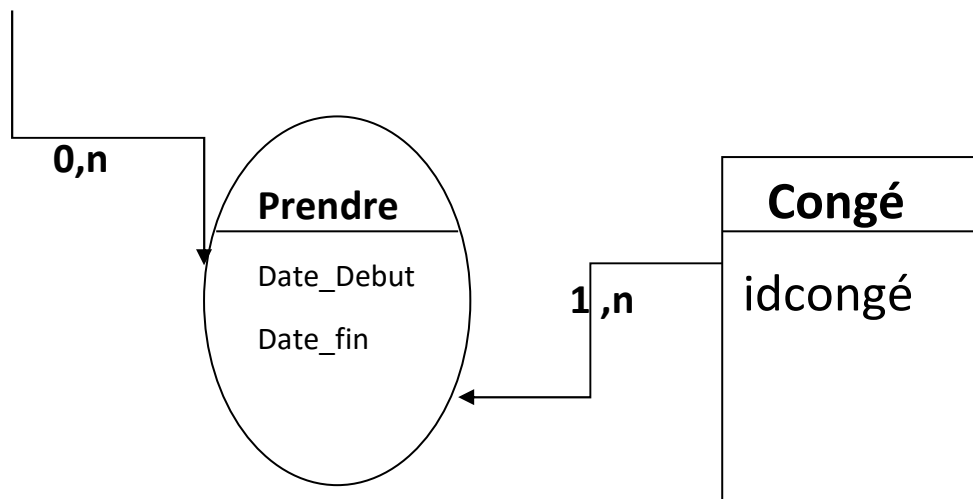 0,n
Prendre
Date_Debut
Date_fin
1 ,n
Congé
idcongé